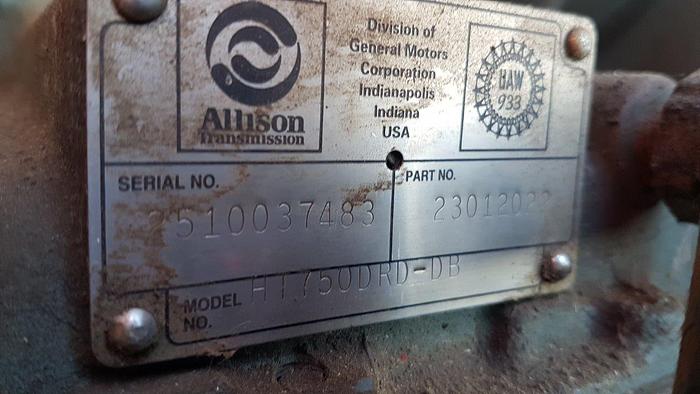 Allison
Transmission
Division of
General Motors
Corporation
Indianapolis
Indiana
USA
UAW
933
SERIAL NO.
2510037483
PART NO.
MODEL
NO.
HT750DRD-DB